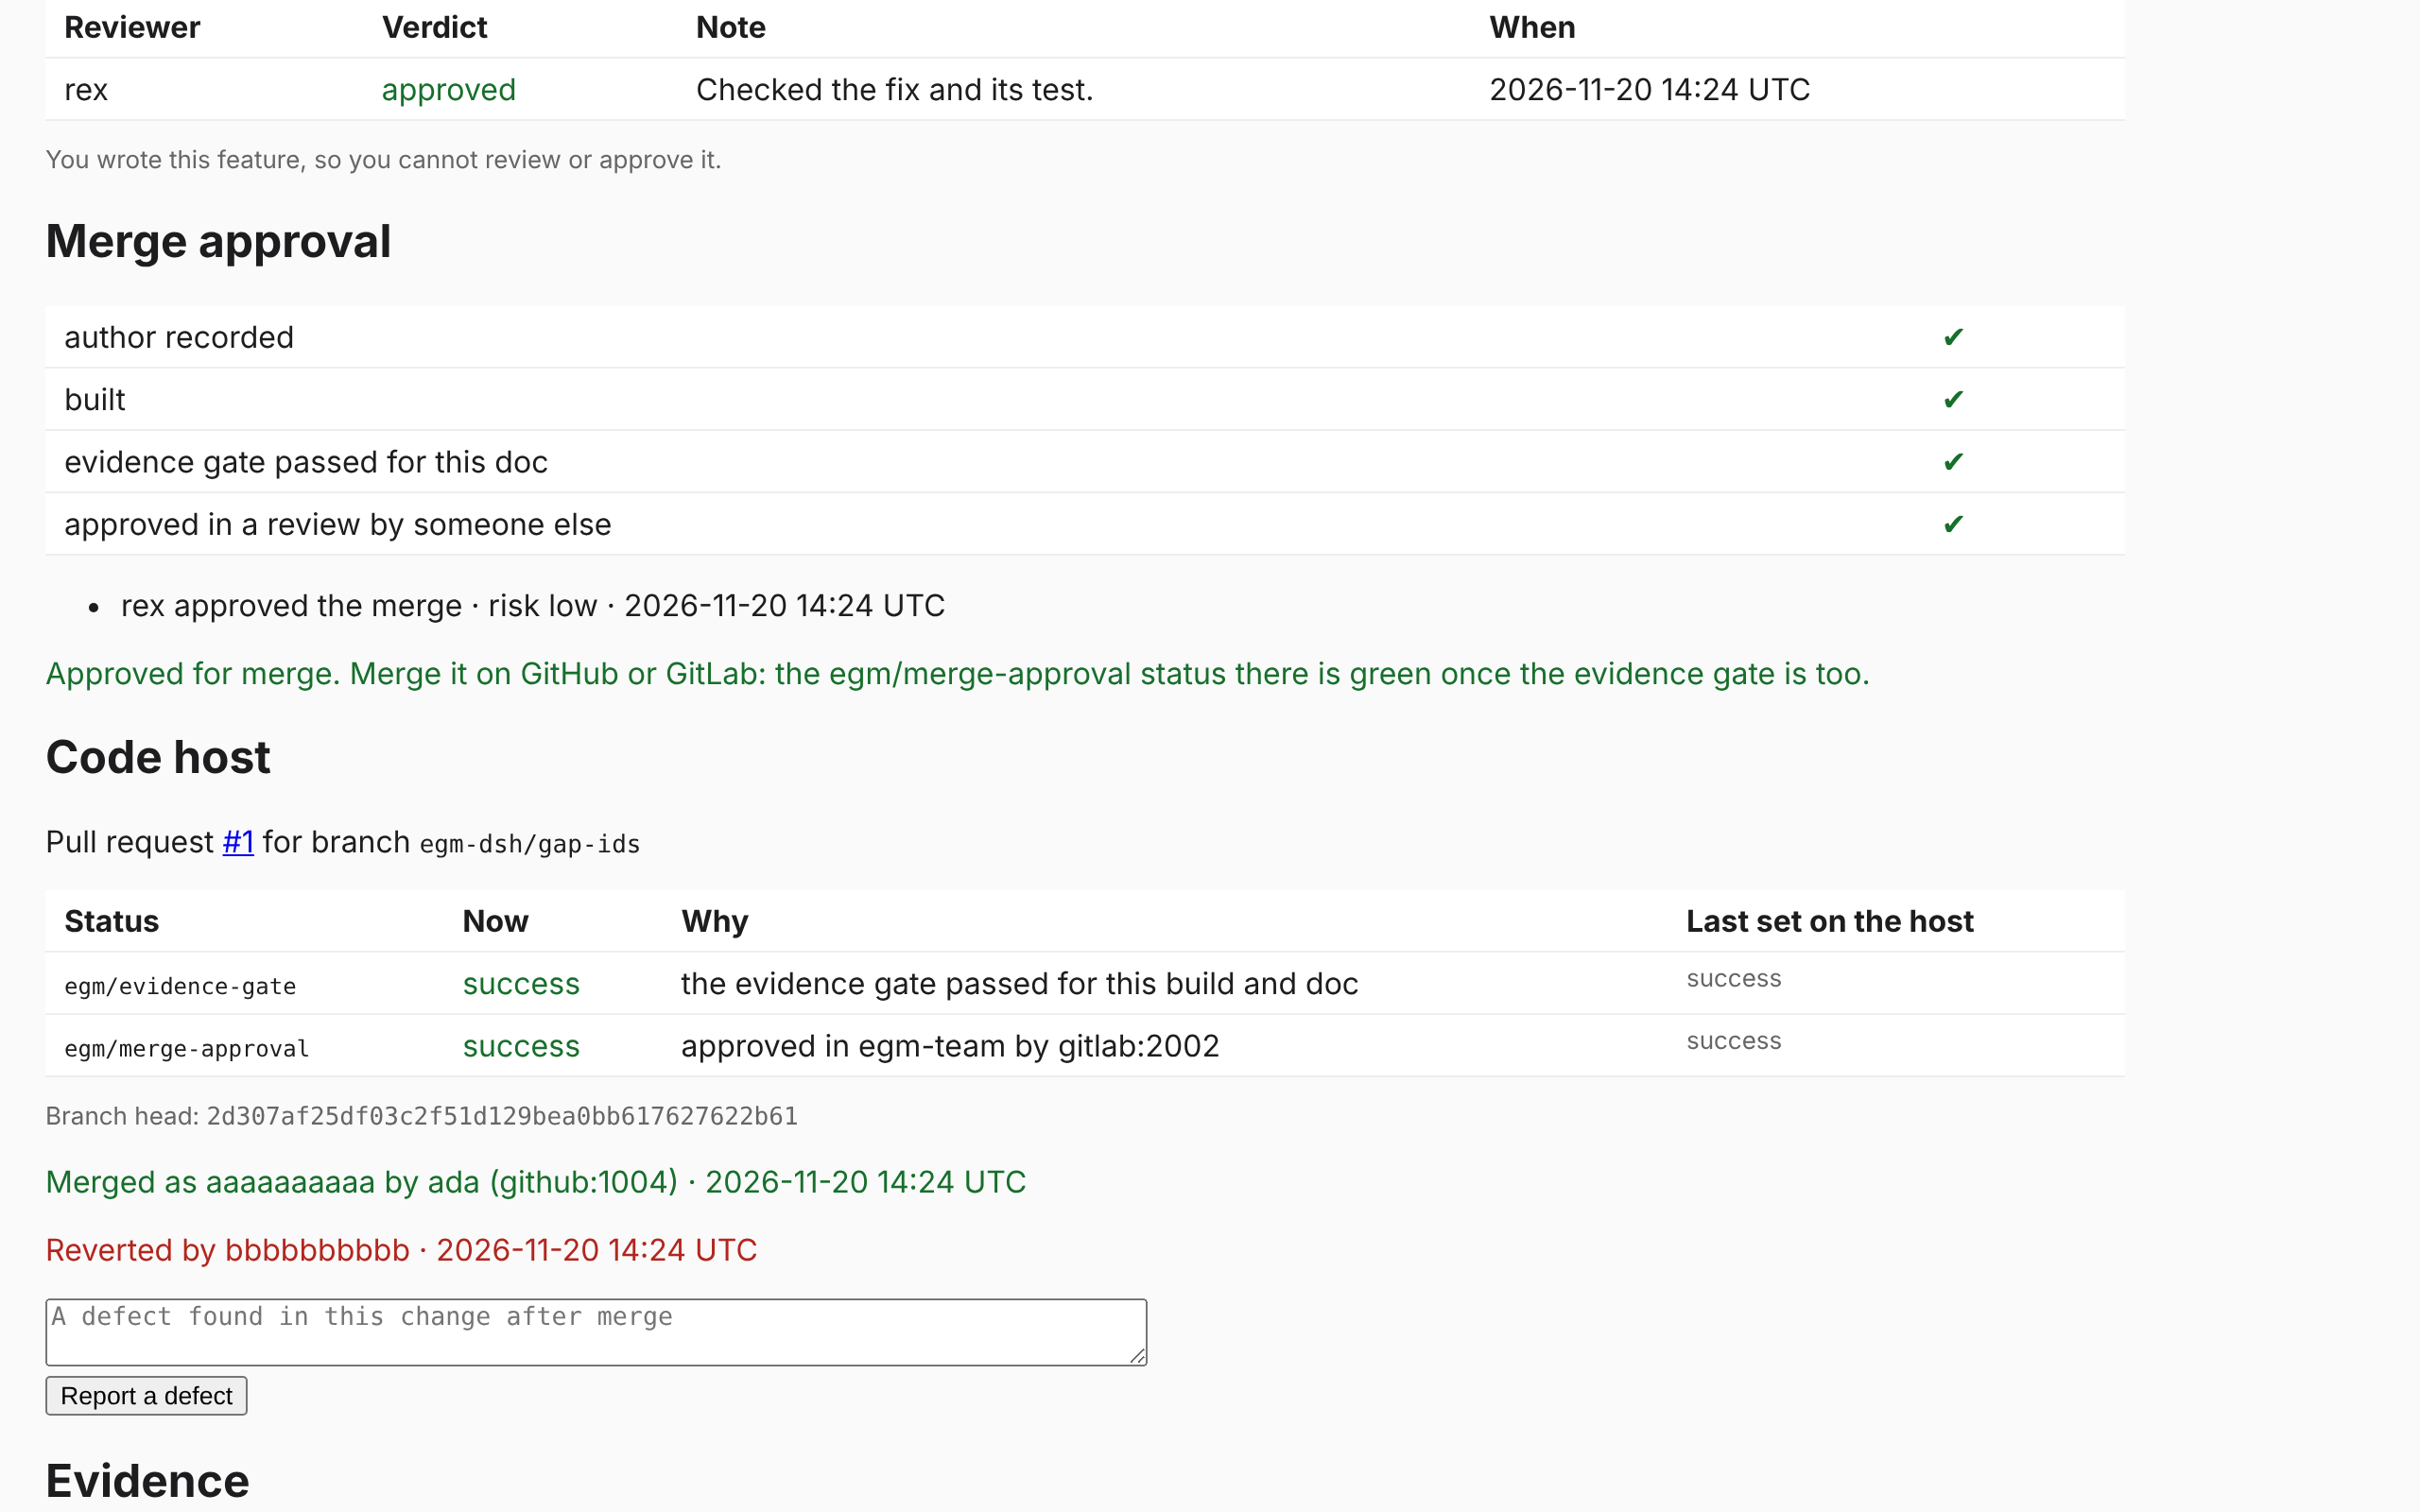 Reviewer Verdict Note When
rex approved Checked the fix and its test. 2026-11-20 14:24 UTC
You wrote this feature, so you cannot review or approve it.
Merge approval
author recorded ✔
built ✔
evidence gate passed for this doc ✔
approved in a review by someone else ✔
• rex approved the merge · risk low · 2026-11-20 14:24 UTC
Approved for merge. Merge it on GitHub or GitLab: the egm/merge-approval status there is green once the evidence gate is too.
Code host
Pull request #1 for branch egm-dsh/gap-ids
Status Now Why Last set on the host
egm/evidence-gate success the evidence gate passed for this build and doc success
egm/merge-approval success approved in egm-team by gitlab:2002 success
Branch head: 2d307af25df03c2f51d129bea0bb617627622b61
Merged as aaaaaaaaaa by ada (github:1004) · 2026-11-20 14:24 UTC
Reverted by bbbbbbbbbb · 2026-11-20 14:24 UTC
A defect found in this change after merge
Report a defect
Evidence